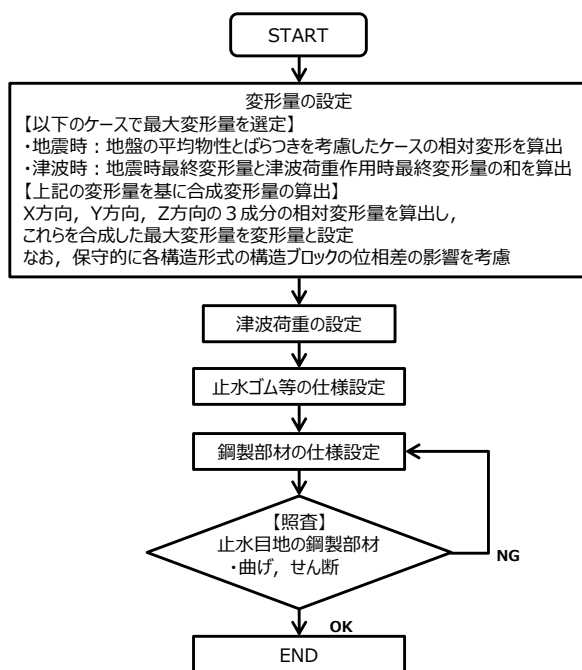 START
変形量の設定
【以下のケースで最大変形量を選定】
・地震時：地盤の平均物性とばらつきを考慮したケースの相対変形を算出
・津波時：地震時最終変形量と津波荷重作用時最終変形量の和を算出
【上記の変形量を基に合成変形量の算出】
X方向，Y方向，Z方向の３成分の相対変形量を算出し，
これらを合成した最大変形量を変形量と設定
なお，保守的に各構造形式の構造ブロックの位相差の影響を考慮
津波荷重の設定
止水ゴム等の仕様設定
鋼製部材の仕様設定
【照査】
止水目地の鋼製部材
・曲げ，せん断
NG
OK
END